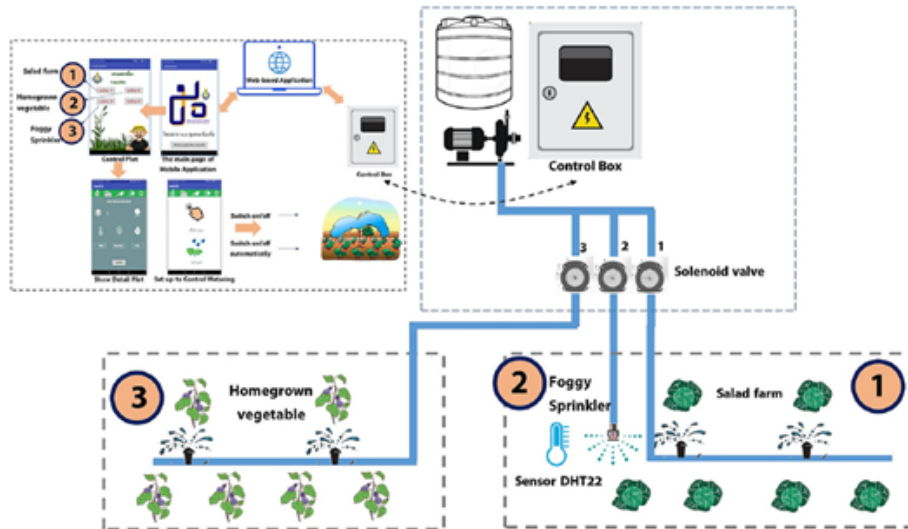 Salad farm
1
Homegrown
vegetable
2
Foggy
Sprinkler
3
Control Plot
The main page of
Mobile Application
Web-based Application
Control Box
Show Detail Plot
Set up to Control Watering
Switch on/off
Switch on/off
automatically
Control Box
3
2
1
Solenoid valve
3
Homegrown
vegetable
2
Foggy
Sprinkler
Sensor DHT22
Salad farm
1